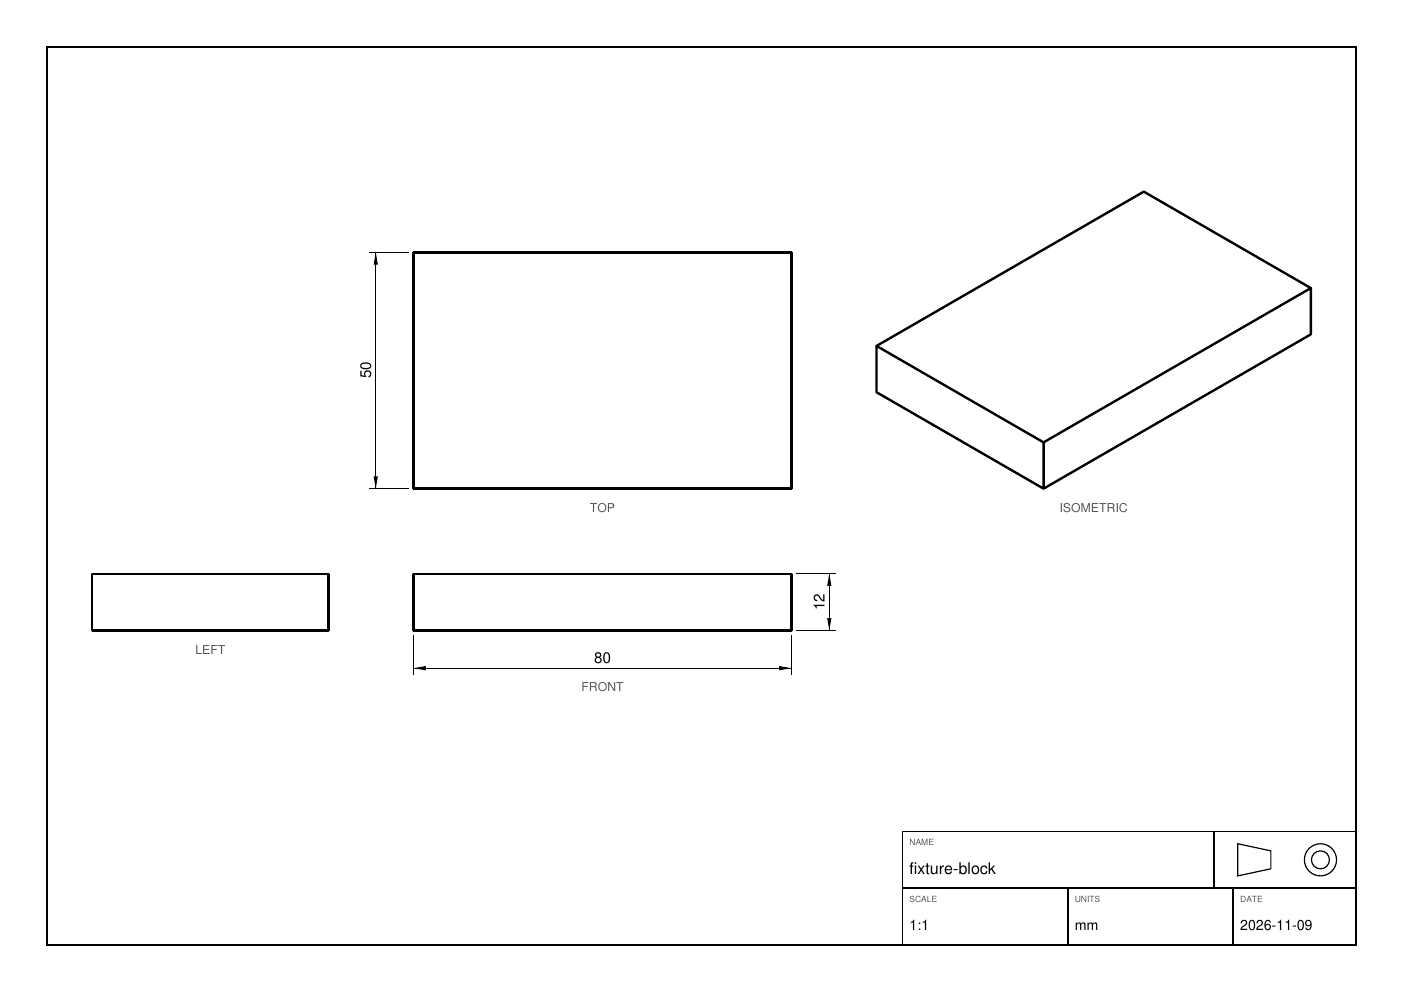 50
TOP
ISOMETRIC
12
LEFT
80
FRONT
NAME
fixture-block
SCALE
1:1
UNITS
mm
DATE
2026-11-09